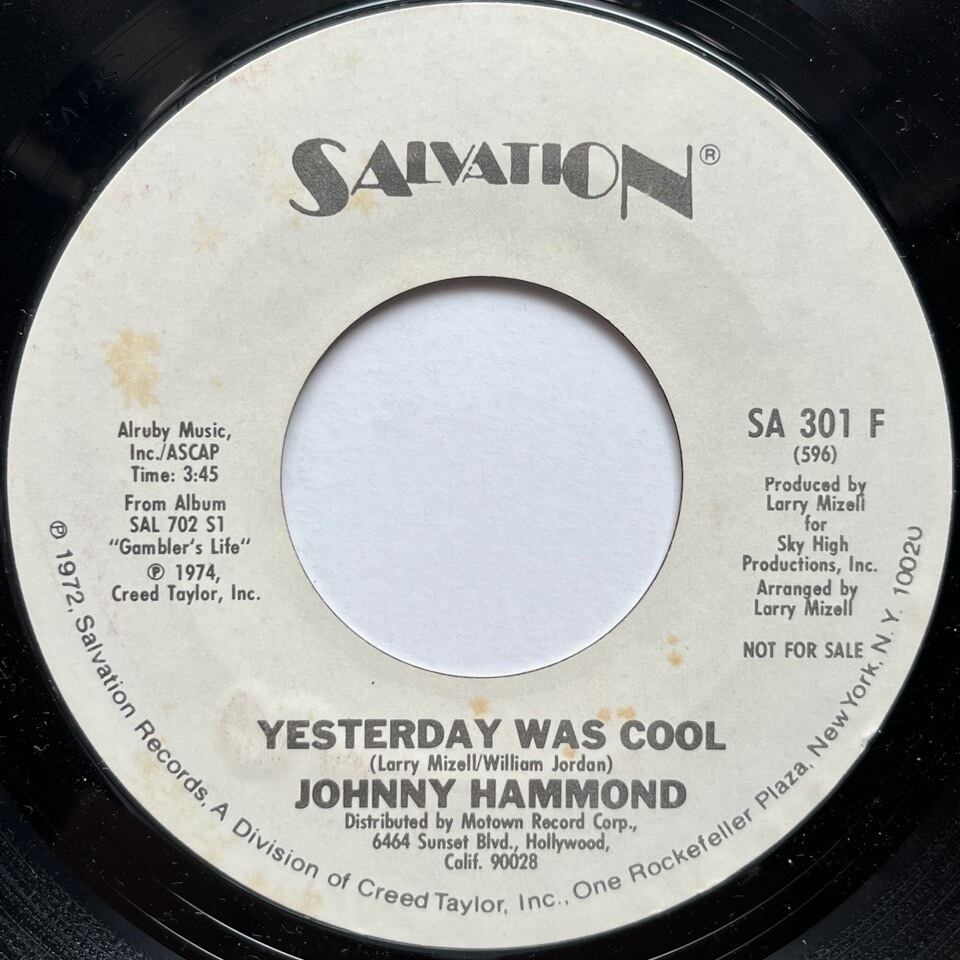 SALVATION®
Alruby Music,
Inc./ASCAP
Time: 3:45
From Album
SAL 702 S1
"Gambler's Life"
℗ 1974,
Creed Taylor, Inc.
SA 301 F
(596)
Produced by
Larry Mizell
for
Sky High
Productions, Inc.
Arranged by
Larry Mizell
NOT FOR SALE
YESTERDAY WAS COOL
(Larry Mizell/William Jordan)
JOHNNY HAMMOND
Distributed by Motown Record Corp.,
6464 Sunset Blvd., Hollywood,
Calif. 90028
℗ 1972, Salvation Records, A Division of Creed Taylor, Inc., One Rockefeller Plaza, New York, N. Y. 10020